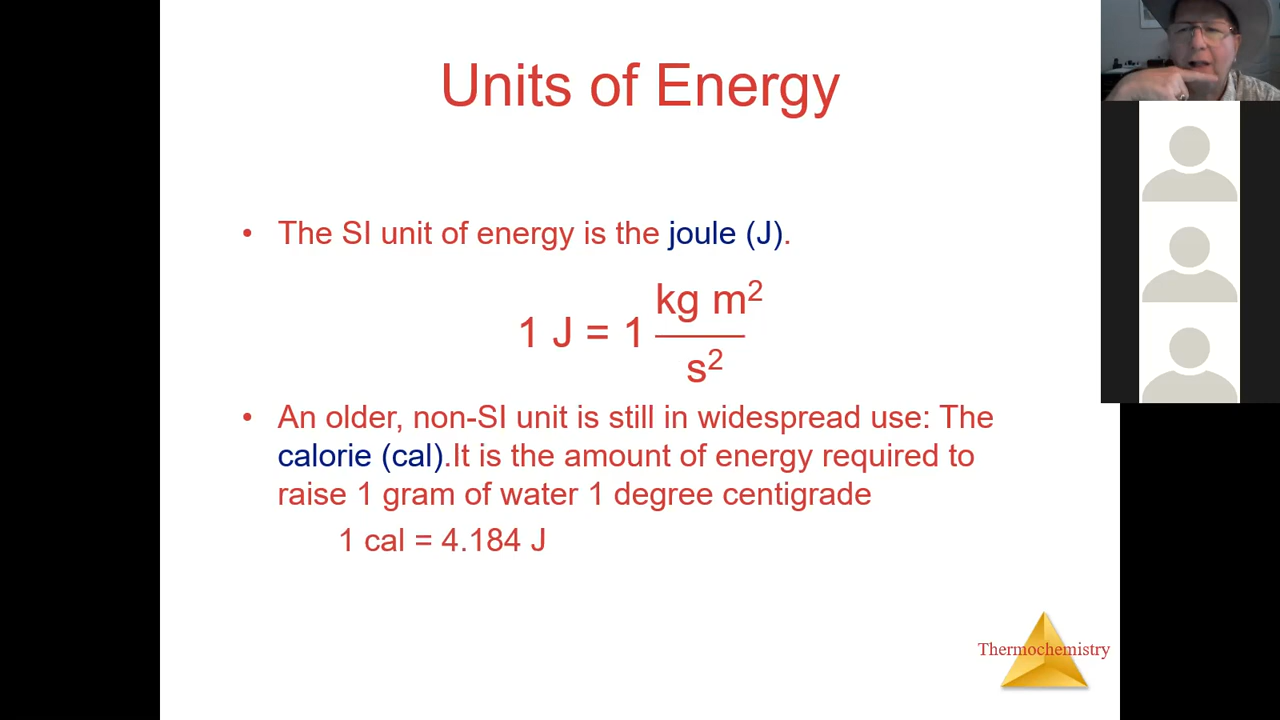 Units of Energy
• The SI unit of energy is the joule (J).
1 J = 1 kg m² / s²
• An older, non-SI unit is still in widespread use: The
calorie (cal).It is the amount of energy required to
raise 1 gram of water 1 degree centigrade
1 cal = 4.184 J
Thermochemistry